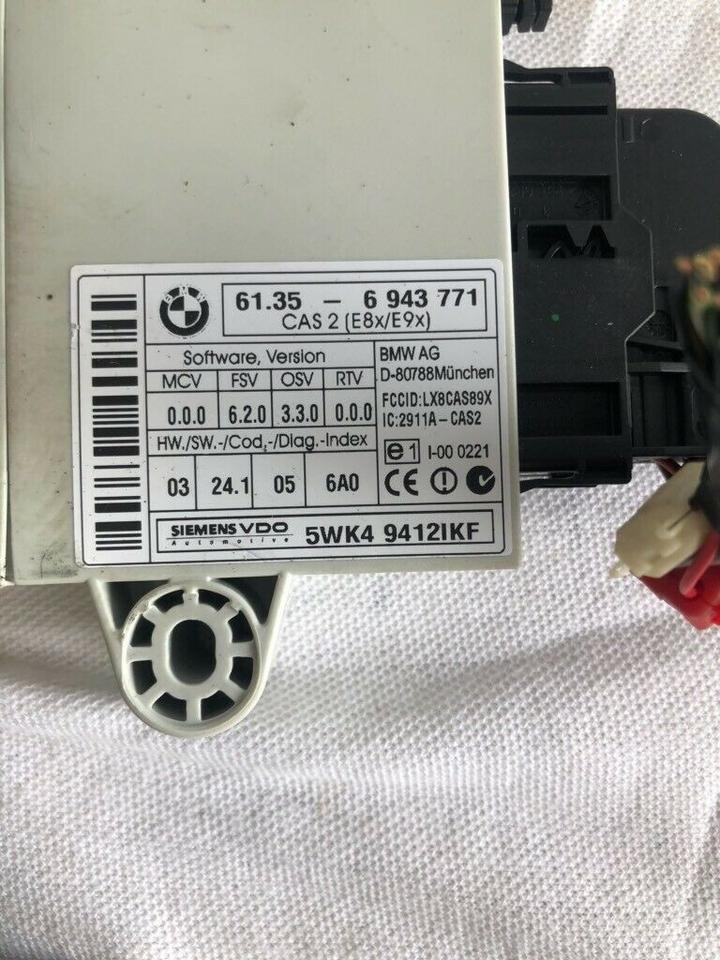 BMW
61.35 - 6 943 771
CAS 2 (E8x/E9x)
Software, Version
MCV FSV OSV RTV
0.0.0 6.2.0 3.3.0 0.0.0
HW./SW.-/Cod.-/Diag.-Index
03 24.1 05 6A0
BMW AG
D-80788München
FCCID:LX8CAS89X
IC:2911A-CAS2
e1 I-00 0221
CE
SIEMENS VDO
Automotive
5WK4 9412IKF